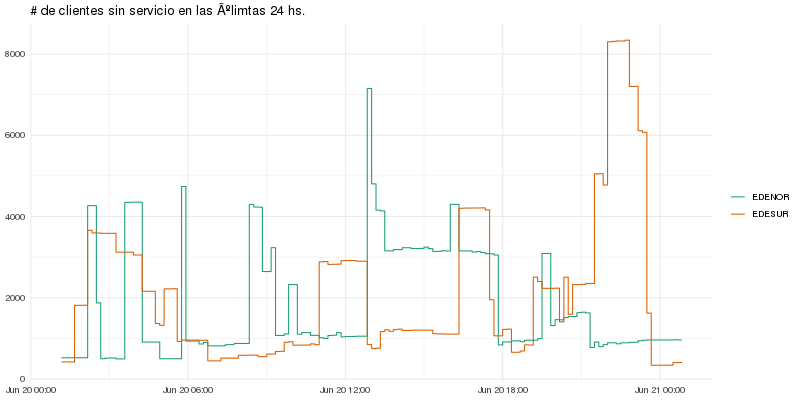 # de clientes sin servicio en las Ãºlimtas 24 hs.
8000
6000
4000
2000
0
Jun 20 00:00
Jun 20 06:00
Jun 20 12:00
Jun 20 18:00
Jun 21 00:00
EDENOR
EDESUR